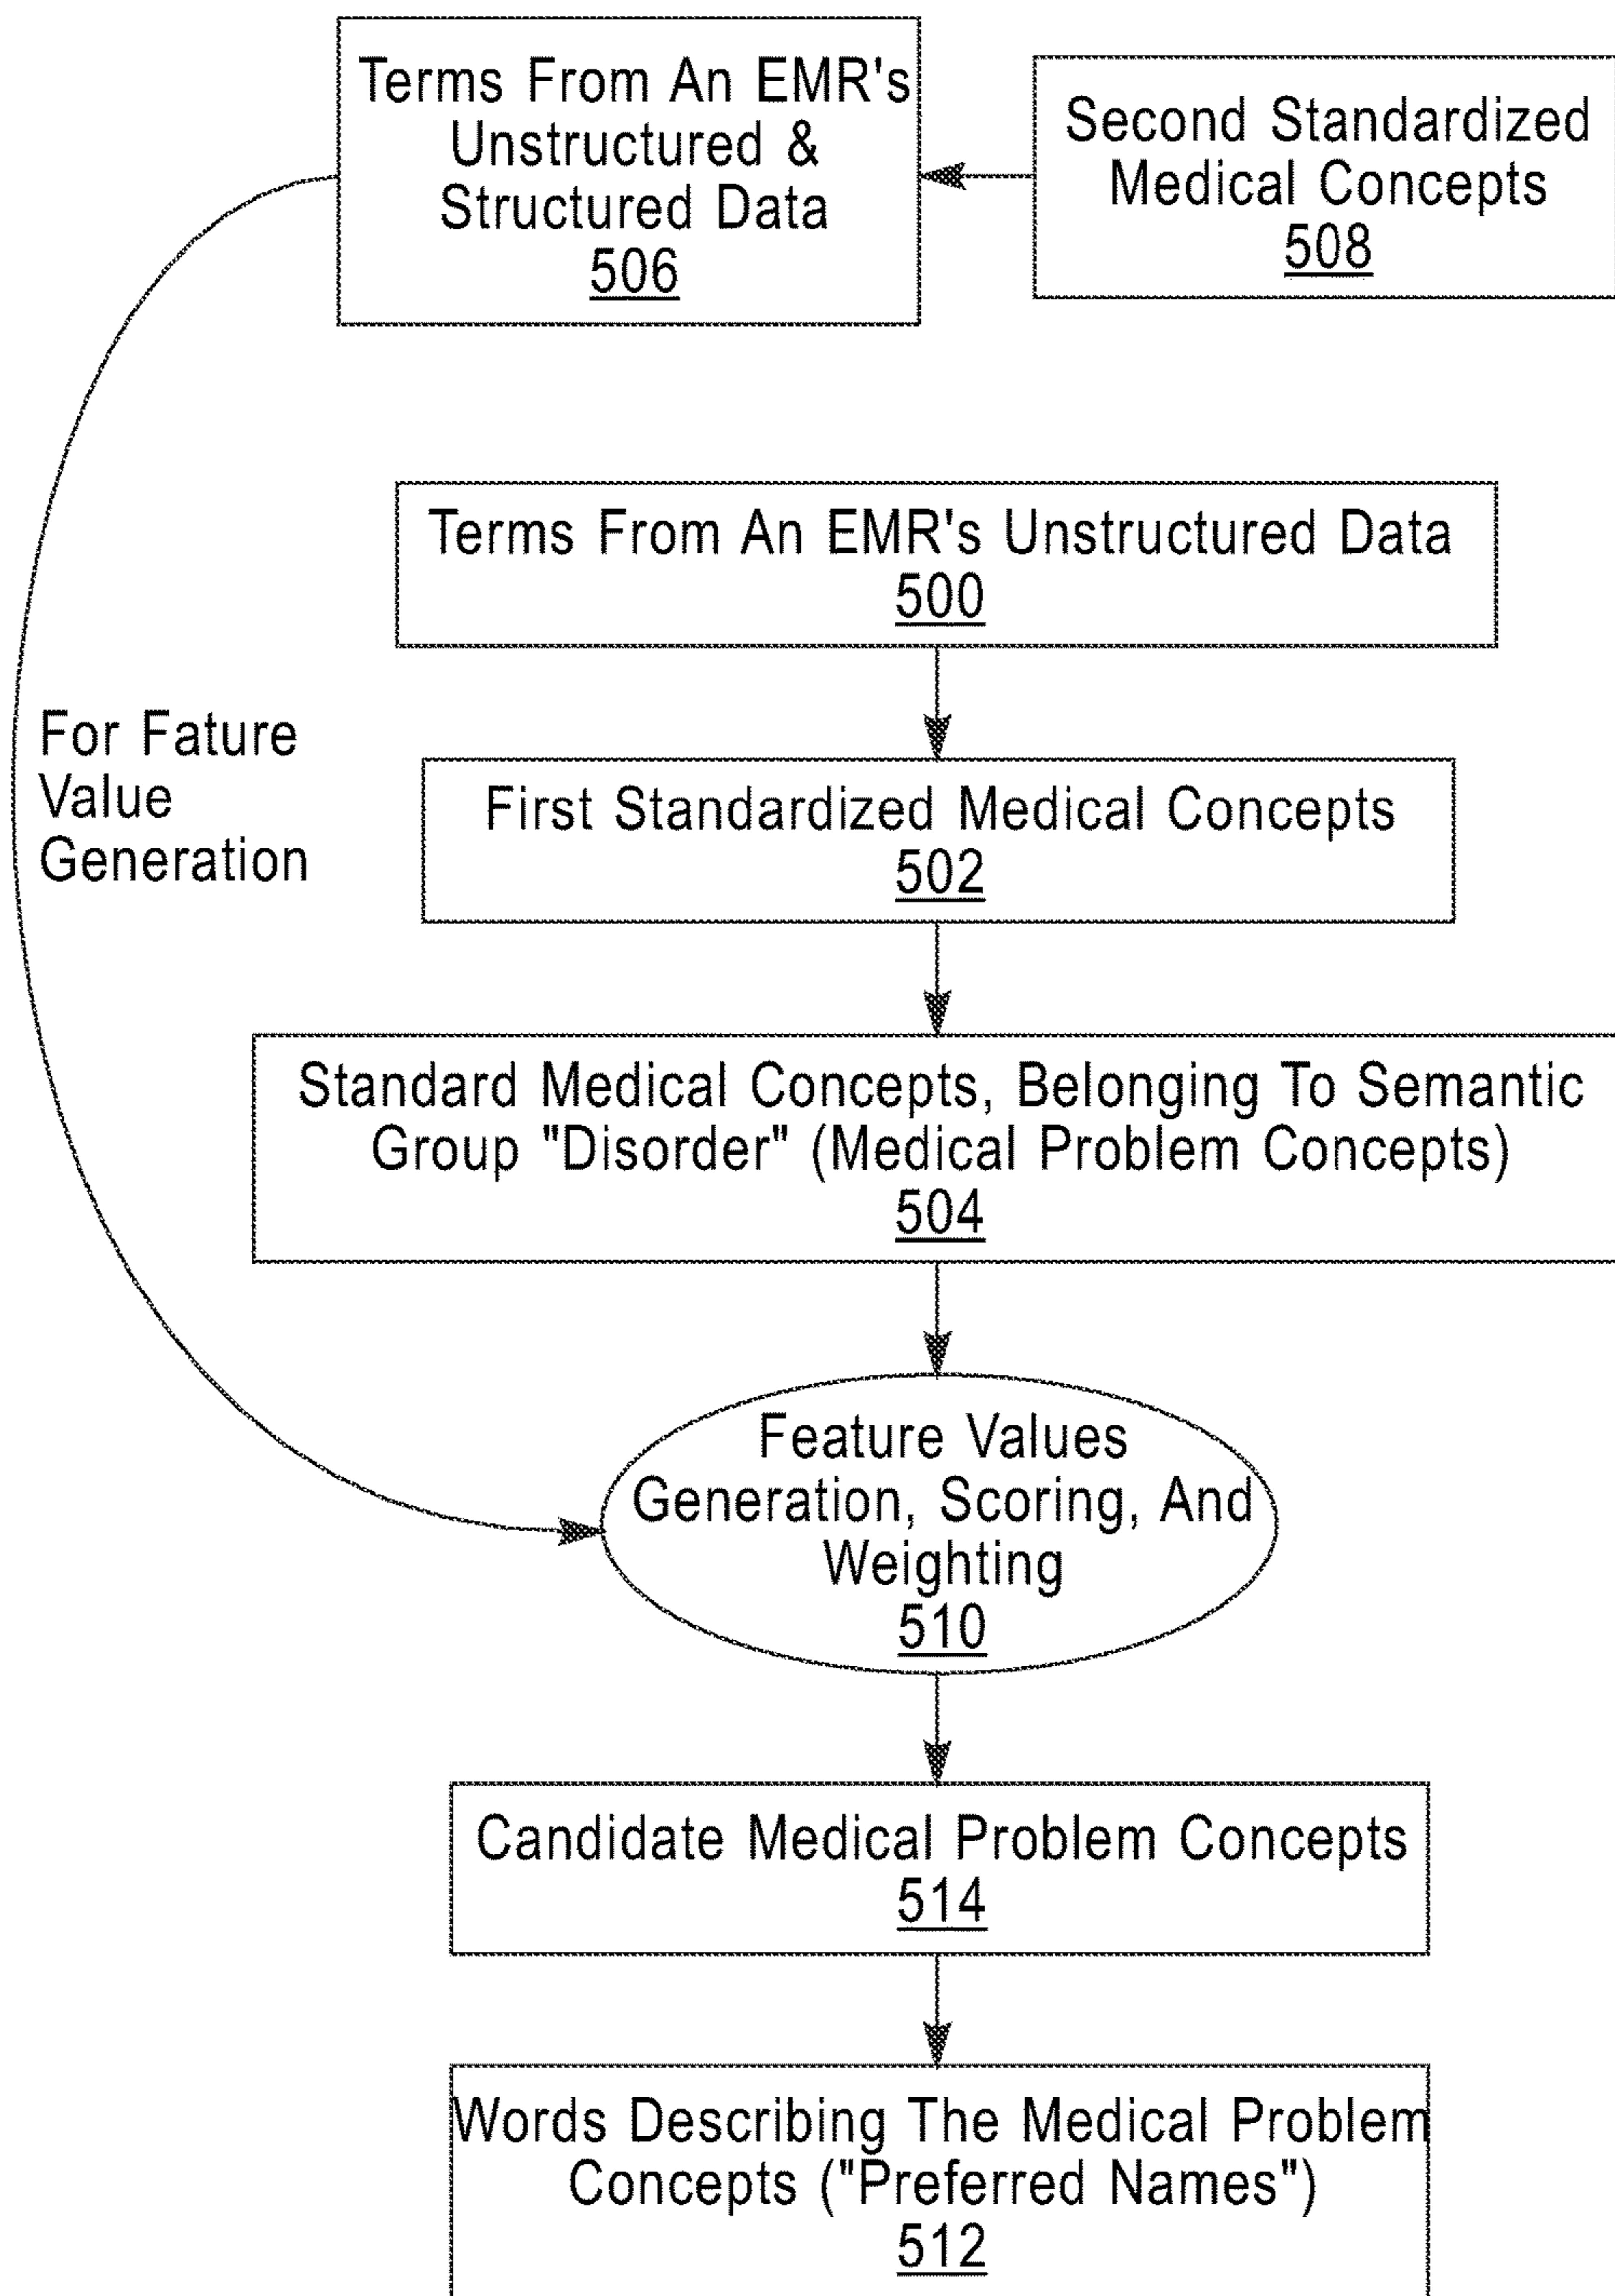 Terms From An EMR's
Unstructured &
Structured Data
506
Second Standardized
Medical Concepts
508
Terms From An EMR's Unstructured Data
500
For Fature
Value
Generation
First Standardized Medical Concepts
502
Standard Medical Concepts, Belonging To Semantic
Group "Disorder" (Medical Problem Concepts)
504
Feature Values
Generation, Scoring, And
Weighting
510
Candidate Medical Problem Concepts
514
Words Describing The Medical Problem
Concepts ("Preferred Names")
512